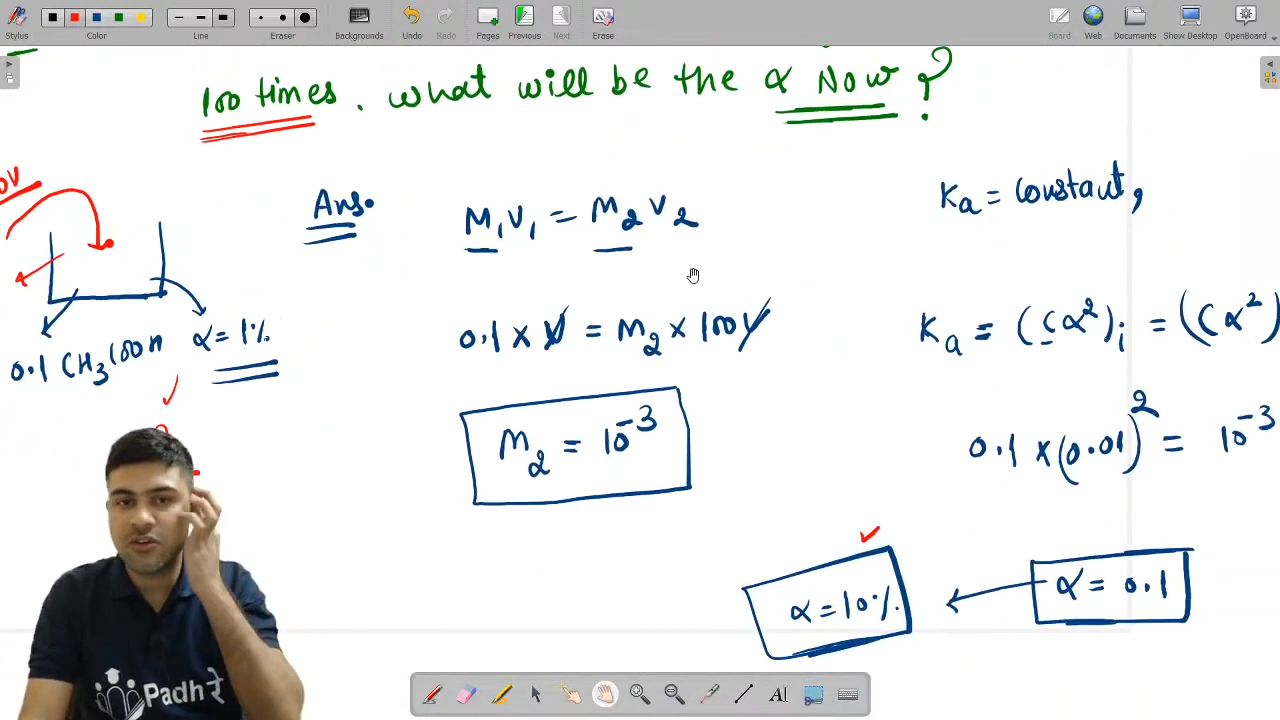 Stylus
Color
Line
Eraser
Backgrounds
Undo
Redo
Pages
Previous
Next
Erase
Board
Web
Documents
Show Desktop
OpenBoard
100 times. What will be the α Now ?
Ans.
M₁V₁ = M₂V₂
Ka = constant,
0.1 CH₃COOH
α = 1%
0.1 × V = M₂ × 100V
Ka = (Cα²)i = (Cα²)
M₂ = 10⁻³
0.1 × (0.01)² = 10⁻³
α = 10%
α = 0.1
Padhरे
A